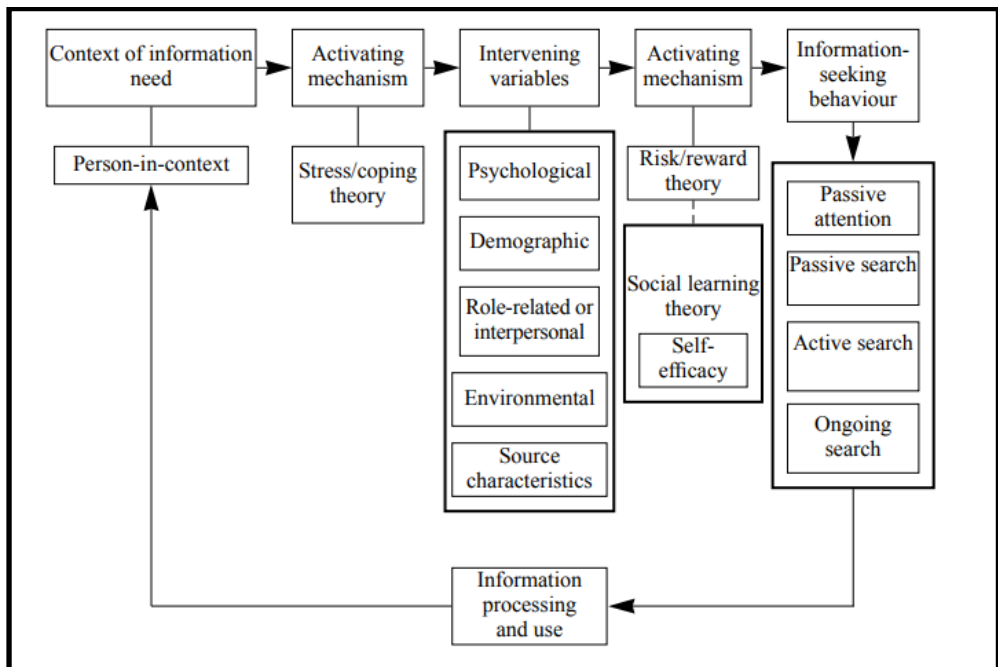 Context of information
need
Activating
mechanism
Intervening
variables
Activating
mechanism
Information-
seeking
behaviour
Person-in-context
Stress/coping
theory
Psychological
Demographic
Role-related or
interpersonal
Environmental
Source
characteristics
Risk/reward
theory
Social learning
theory
Self-
efficacy
Passive
attention
Passive search
Active search
Ongoing
search
Information
processing
and use